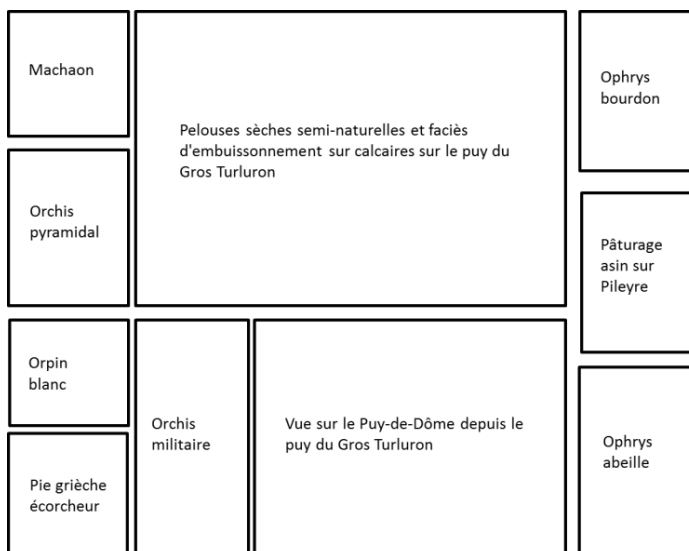 Machaon
Pelouses sèches semi-naturelles et faciès
d'embuissonnement sur calcaires sur le puy du
Gros Turluron
Ophrys
bourdon
Orchis
pyramidal
Pâturage
asin sur
Pileyre
Orpin
blanc
Orchis
militaire
Vue sur le Puy-de-Dôme depuis le
puy du Gros Turluron
Ophrys
abeille
Pie grièche
écorcheur